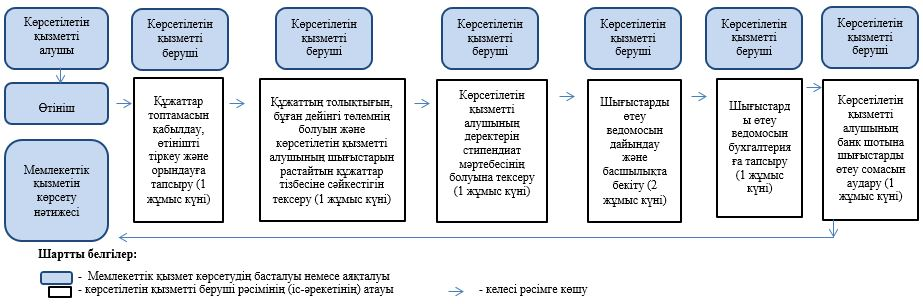 Көрсетілетін
қызметті
алушы
Өтініш
Мемлекеттік
қызметін
көрсету
нәтижесі
Көрсетілетін
қызметті
беруші
Құжаттар
топтамасын
қабылдау,
өтінішті
тіркеу және
орындауға
тапсыру (1
жұмыс күні)
Көрсетілетін
қызметті
беруші
Құжаттың толықтығын,
бұған дейінгі төлемнің
болуын және
көрсетілетін қызметті
алушының шығыстарын
растайтын құжаттар
тізбесіне сәйкестігін
тексеру (1 жұмыс күні)
Көрсетілетін
қызметті
беруші
Көрсетілетін
қызметті
алушының
деректерін
стипендиат
мәртебесінің
болуына тексеру
(1 жұмыс күні)
Көрсетілетін
қызметті
беруші
Шығыстарды
өтеу
ведомосын
дайындау
және
басшылықта
бекіту (2
жұмыс күні)
Көрсетілетін
қызметті
беруші
Шығыстард
ы өтеу
ведомосын
бухгалтерия
ға тапсыру
(1 жұмыс
күні)
Көрсетілетін
қызметті
беруші
Көрсетілетін
қызметті
алушының
банк шотына
шығыстарды
өтеу сомасын
аудару (1
жұмыс күні)
Шартты белгілер:
- Мемлекеттік қызмет көрсетудің басталуы немесе аяқталуы
- көрсетілетін қызметті беруші рәсімінің (іс-әрекетінің) атауы
- келесі рәсімге көшу